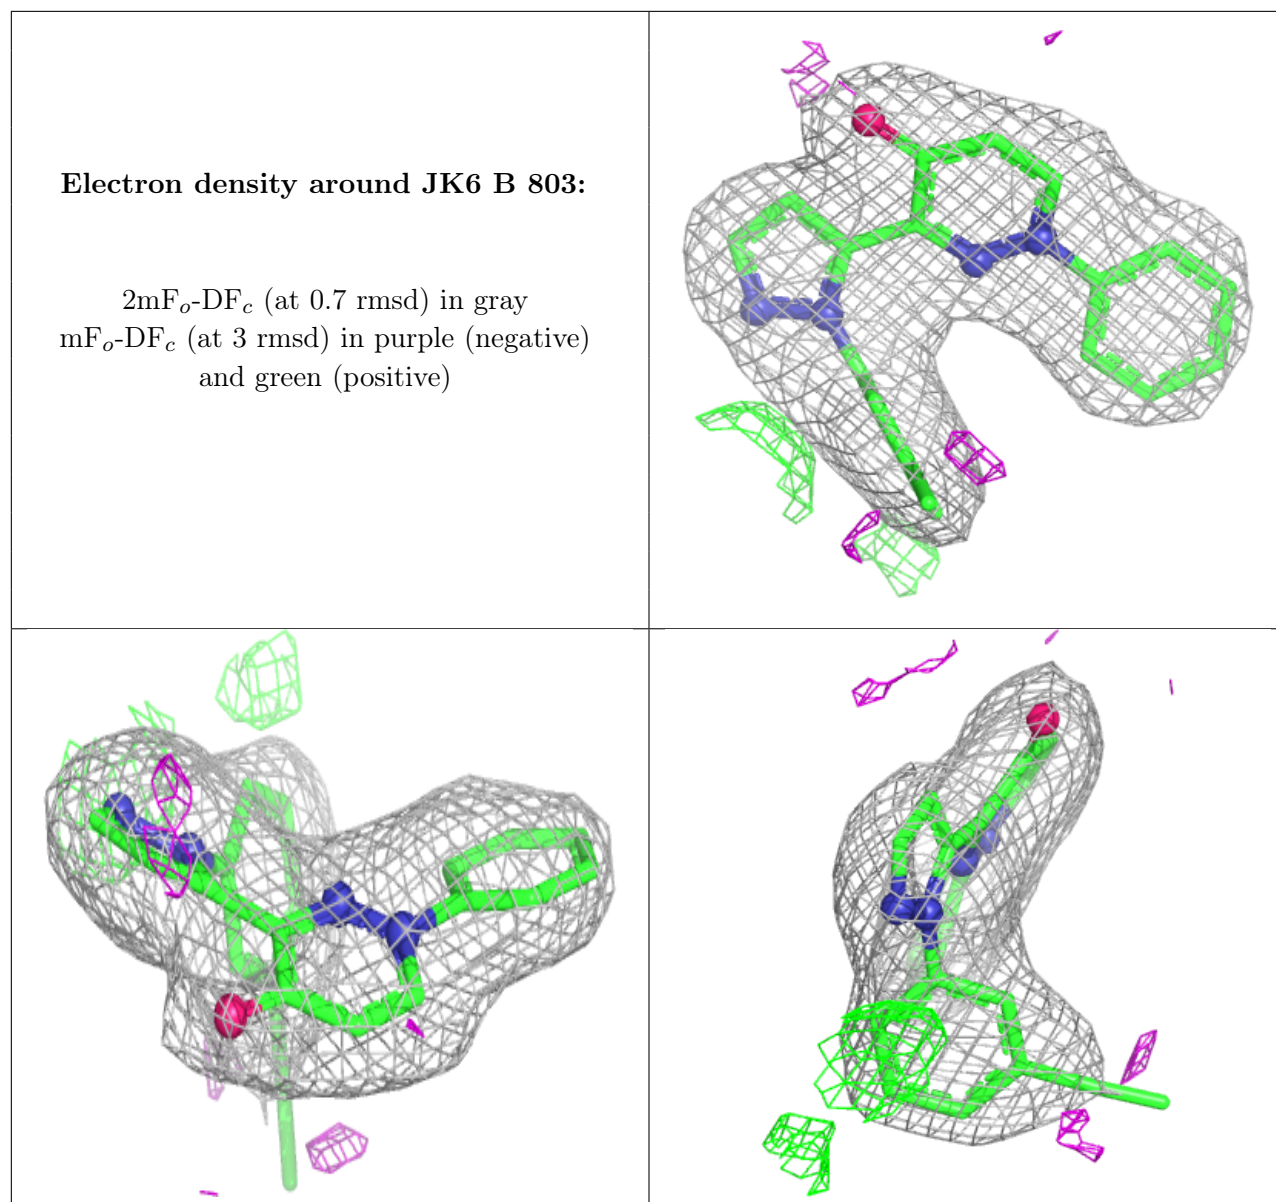 Electron density around JK6 B 803:
2mFo-DFc (at 0.7 rmsd) in gray
mFo-DFc (at 3 rmsd) in purple (negative)
and green (positive)